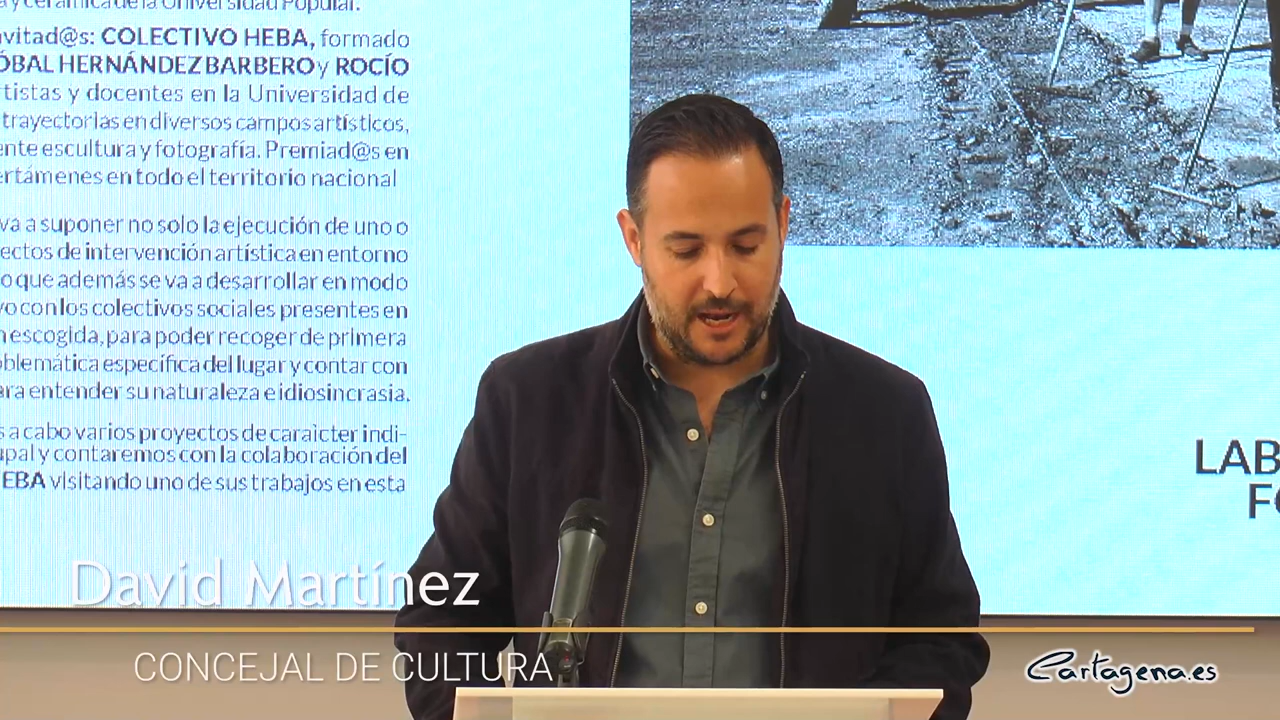 y cerámica de la Universidad Popular.
vitad@s: COLECTIVO HEBA, formado
ÓBAL HERNÁNDEZ BARBERO y ROCÍO
tistas y docentes en la Universidad de
trayectorias en diversos campos artísticos,
ente escultura y fotografía. Premiad@s en
ertámenes en todo el territorio nacional
va a suponer no solo la ejecución de uno o
ectos de intervención artística en entorno
o que además se va a desarrollar en modo
vo con los colectivos sociales presentes en
n escogida, para poder recoger de primera
oblemática específica del lugar y contar con
ara entender su naturaleza e idiosincrasia.
s a cabo varios proyectos de caraícter indi-
upal y contaremos con la colaboración del
EBA visitando uno de sus trabajos en esta
LAB
FO
David Martínez
CONCEJAL DE CULTURA
Cartagena.es